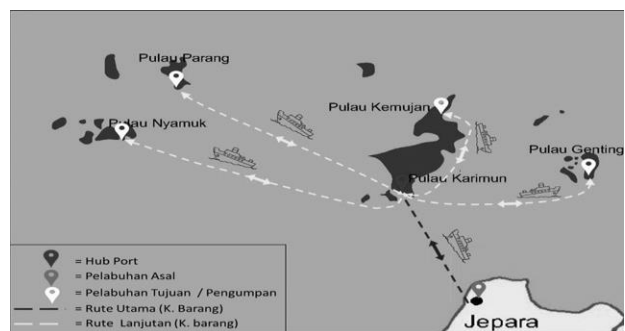 Pulau Parang
Pulau Kemujan
Pulau Nyamuk
Pulau Genting
Pulau Karimun
= Hub Port
= Pelabuhan Asal
= Pelabuhan Tujuan / Pengumpan
= Rute Utama (K. Barang)
= Rute Lanjutan (K. barang)
Jepara